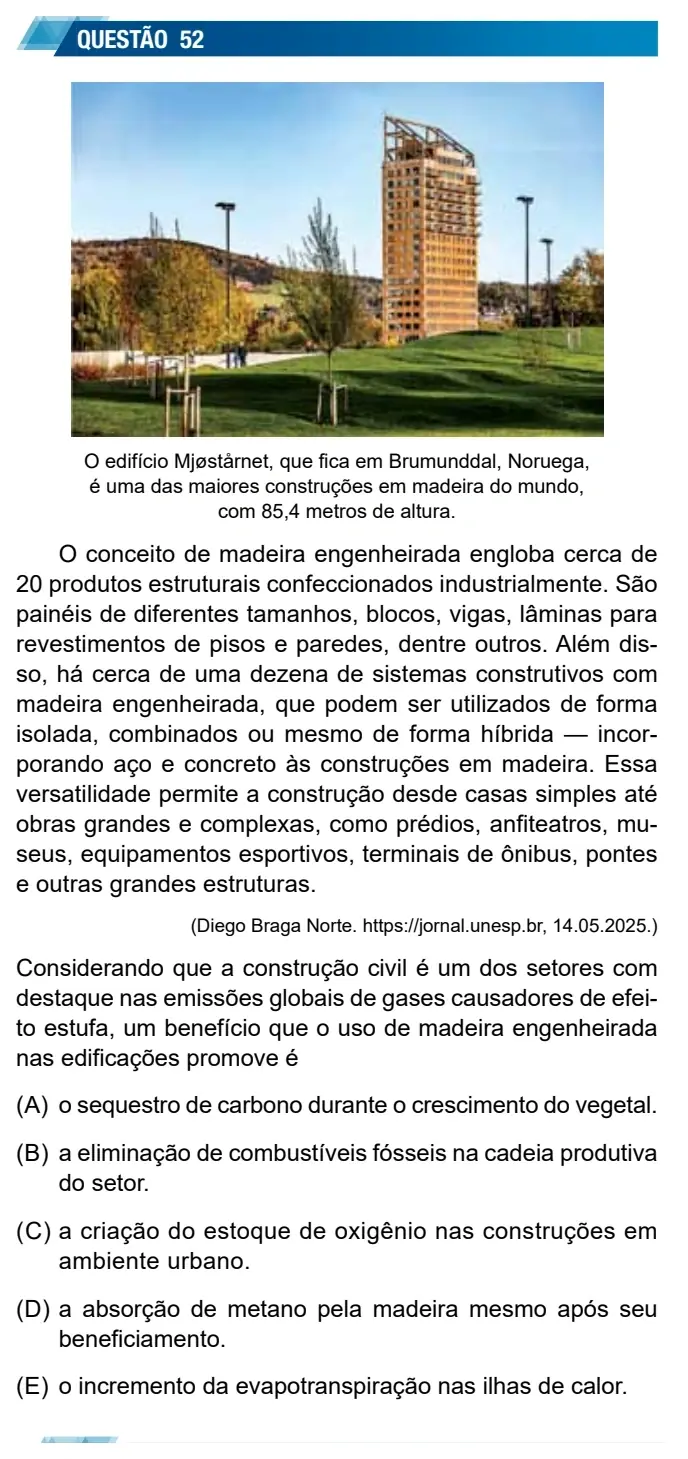 QUESTÃO 52
O edifício Mjøstårnet, que fica em Brumunddal, Noruega,
é uma das maiores construções em madeira do mundo,
com 85,4 metros de altura.
O conceito de madeira engenheirada engloba cerca de
20 produtos estruturais confeccionados industrialmente. São
painéis de diferentes tamanhos, blocos, vigas, lâminas para
revestimentos de pisos e paredes, dentre outros. Além dis-
so, há cerca de uma dezena de sistemas construtivos com
madeira engenheirada, que podem ser utilizados de forma
isolada, combinados ou mesmo de forma híbrida — incor-
porando aço e concreto às construções em madeira. Essa
versatilidade permite a construção desde casas simples até
obras grandes e complexas, como prédios, anfiteatros, mu-
seus, equipamentos esportivos, terminais de ônibus, pontes
e outras grandes estruturas.
(Diego Braga Norte. https://jornal.unesp.br, 14.05.2025.)
Considerando que a construção civil é um dos setores com
destaque nas emissões globais de gases causadores de efei-
to estufa, um benefício que o uso de madeira engenheirada
nas edificações promove é
(A) o sequestro de carbono durante o crescimento do vegetal.
(B) a eliminação de combustíveis fósseis na cadeia produtiva
do setor.
(C) a criação do estoque de oxigênio nas construções em
ambiente urbano.
(D) a absorção de metano pela madeira mesmo após seu
beneficiamento.
(E) o incremento da evapotranspiração nas ilhas de calor.